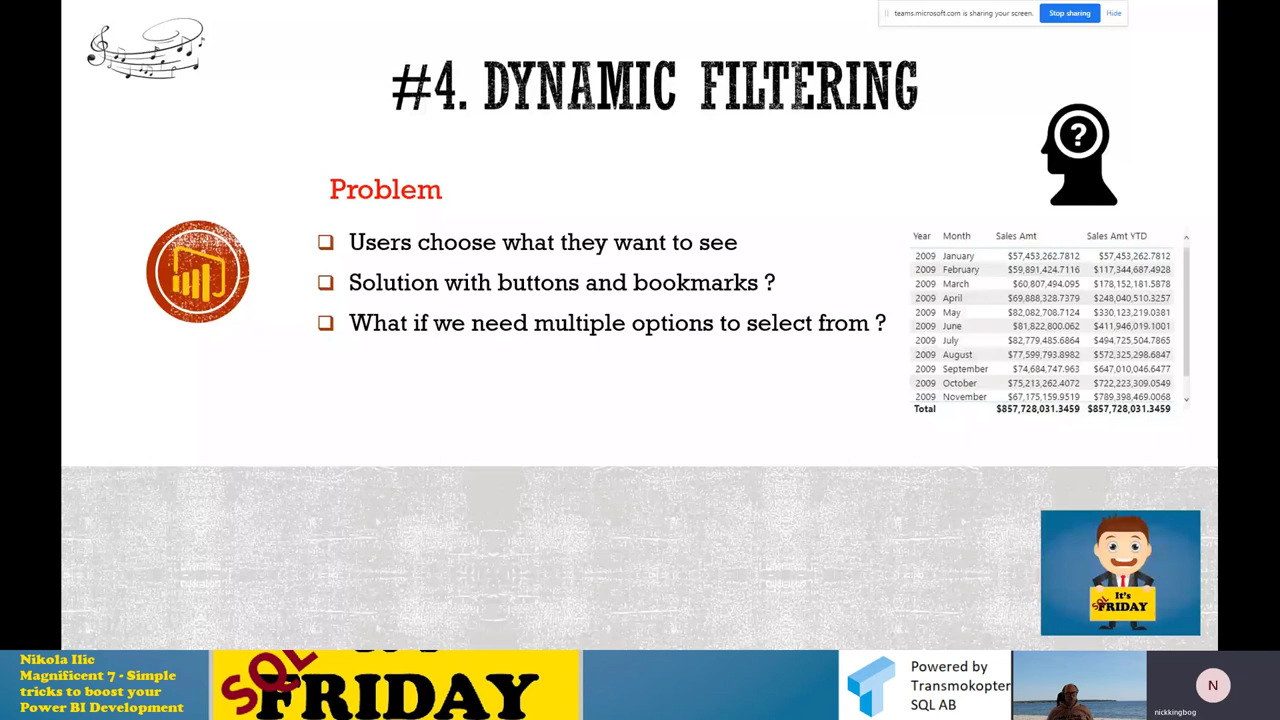 teams.microsoft.com is sharing your screen. Stop sharing Hide
#4. DYNAMIC FILTERING
?
Problem
Users choose what they want to see
Solution with buttons and bookmarks ?
What if we need multiple options to select from ?
Year Month Sales Amt Sales Amt YTD
2009 January $57,453,262.7812 $57,453,262.7812
2009 February $59,891,424.7116 $117,344,687.4928
2009 March $60,807,494.095 $178,152,181.5878
2009 April $69,888,328.7379 $248,040,510.3257
2009 May $82,082,708.7124 $330,123,219.0381
2009 June $81,822,800.062 $411,946,019.1001
2009 July $82,779,485.6864 $494,725,504.7865
2009 August $77,599,793.8982 $572,325,298.6847
2009 September $74,684,747.963 $647,010,046.6477
2009 October $75,213,262.4072 $722,223,309.0549
2009 November $67,175,159.9519 $789,398,469.0068
Total $857,728,031.3459 $857,728,031.3459
It's
SQL
FRIDAY
Nikola Ilic
Magnificent 7 - Simple
tricks to boost your
Power BI Development
SQL
FRIDAY
Powered by
Transmokopter
SQL AB
N
nickkingbog